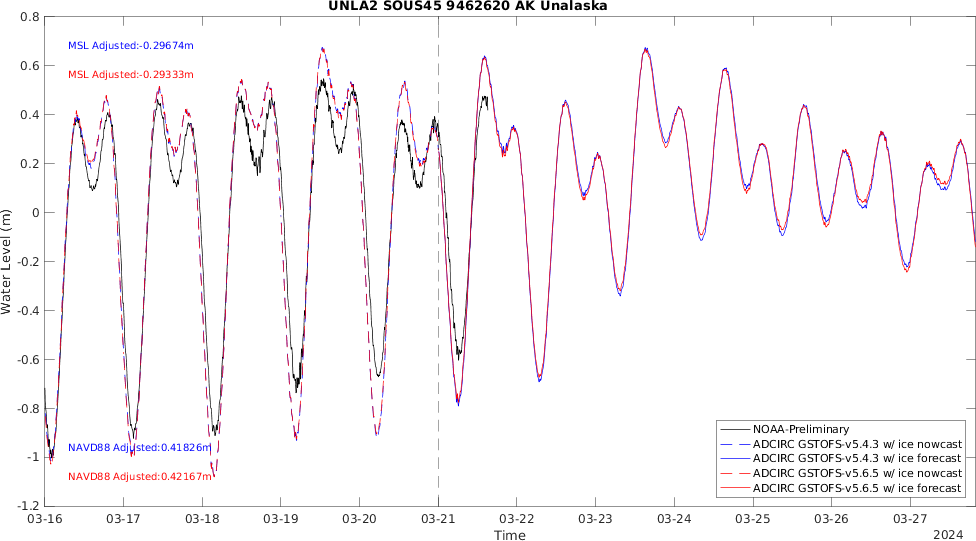 UNLA2 SOUS45 9462620 AK Unalaska
0.8
0.6
0.4
0.2
0
-0.2
-0.4
-0.6
-0.8
-1
-1.2
Water Level (m)
MSL Adjusted:-0.29674m
MSL Adjusted:-0.29333m
NAVD88 Adjusted:0.41826m
NAVD88 Adjusted:0.42167m
NOAA-Preliminary
ADCIRC GSTOFS-v5.4.3 w/ ice nowcast
ADCIRC GSTOFS-v5.4.3 w/ ice forecast
ADCIRC GSTOFS-v5.6.5 w/ ice nowcast
ADCIRC GSTOFS-v5.6.5 w/ ice forecast
03-16 03-17 03-18 03-19 03-20 03-21 03-22 03-23 03-24 03-25 03-26 03-27
Time
2024